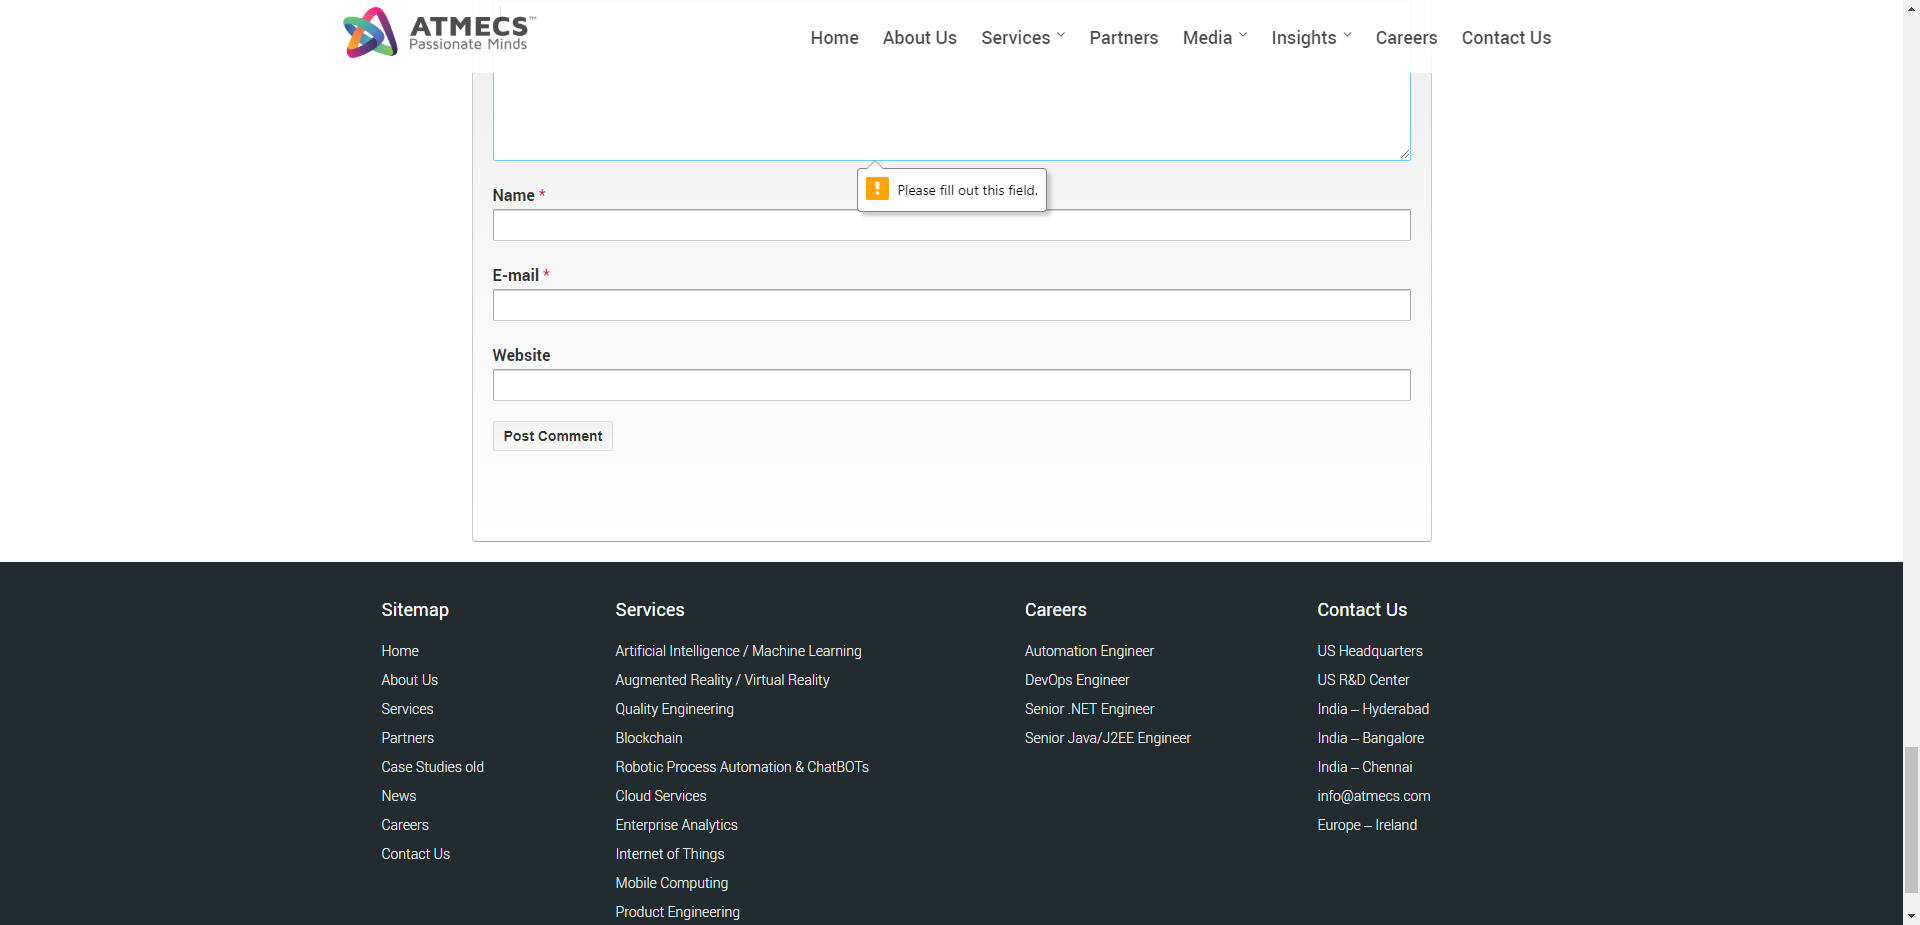 ATMECS™
Passionate Minds
Home About Us Services Partners Media Insights Careers Contact Us
Please fill out this field.
Name *
E-mail *
Website
Post Comment
Sitemap
Home
About Us
Services
Partners
Case Studies old
News
Careers
Contact Us
Services
Artificial Intelligence / Machine Learning
Augmented Reality / Virtual Reality
Quality Engineering
Blockchain
Robotic Process Automation & ChatBOTs
Cloud Services
Enterprise Analytics
Internet of Things
Mobile Computing
Product Engineering
Careers
Automation Engineer
DevOps Engineer
Senior .NET Engineer
Senior Java/J2EE Engineer
Contact Us
US Headquarters
US R&D Center
India – Hyderabad
India – Bangalore
India – Chennai
info@atmecs.com
Europe – Ireland